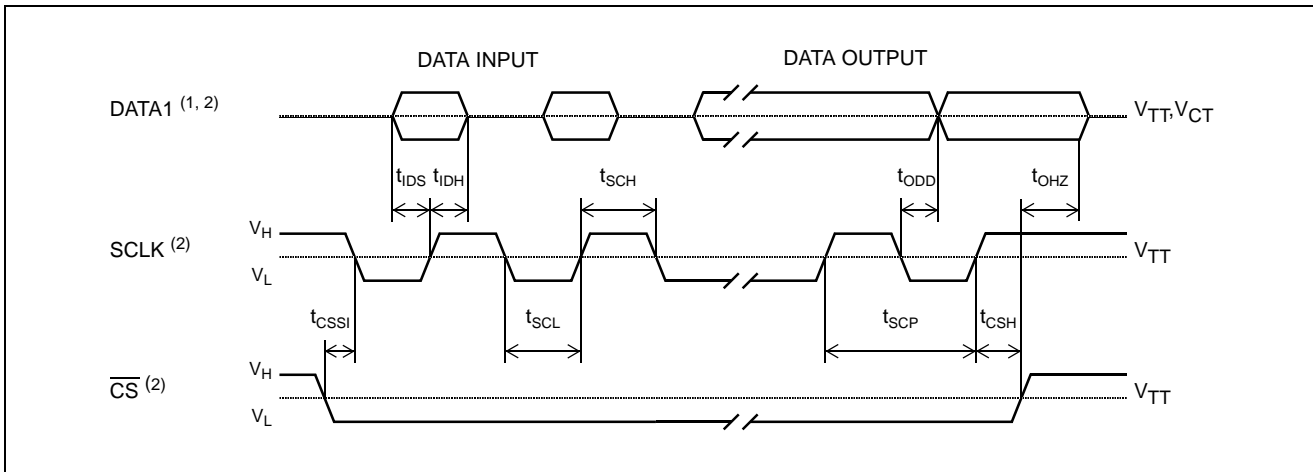 DATA INPUT DATA OUTPUT
DATA1 (1, 2) VTT,VCT
tIDS tIDH tSCH tODD tOHZ
VH
SCLK (2) VTT
VL
tCSSI tSCL tSCP tCSH
VH
CS (2) VTT
VL